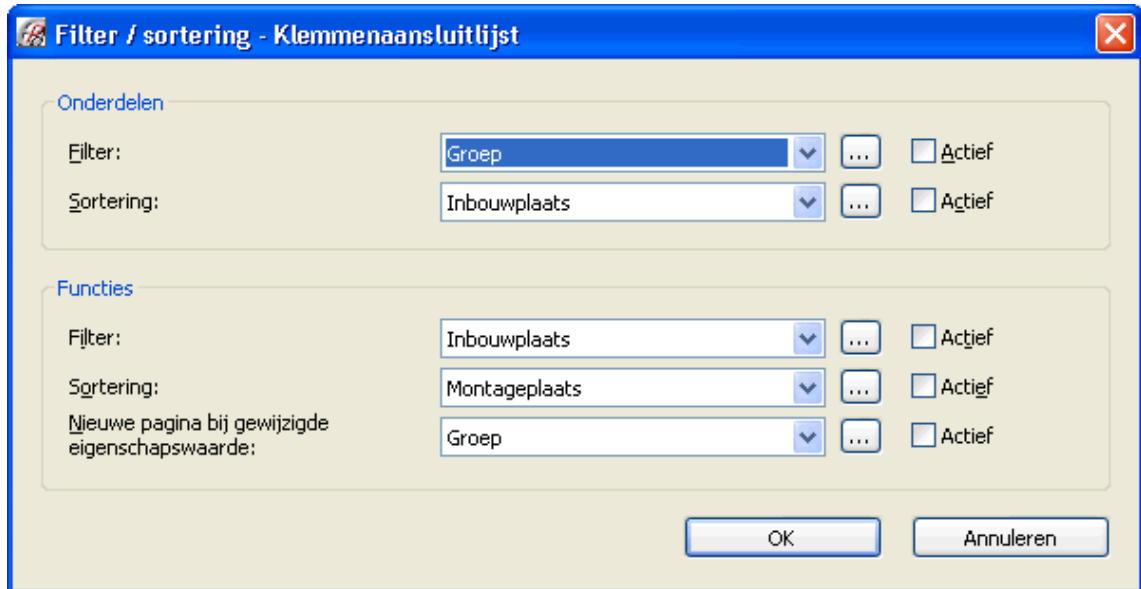 Filter / sortering - Klemmenaansluitlijst
Onderdelen
Filter: Groep ... Actief
Sortering: Inbouwplaats ... Actief
Functies
Filter: Inbouwplaats ... Actief
Sortering: Montageplaats ... Actief
Nieuwe pagina bij gewijzigde
eigenschapswaarde: Groep ... Actief
OK Annuleren